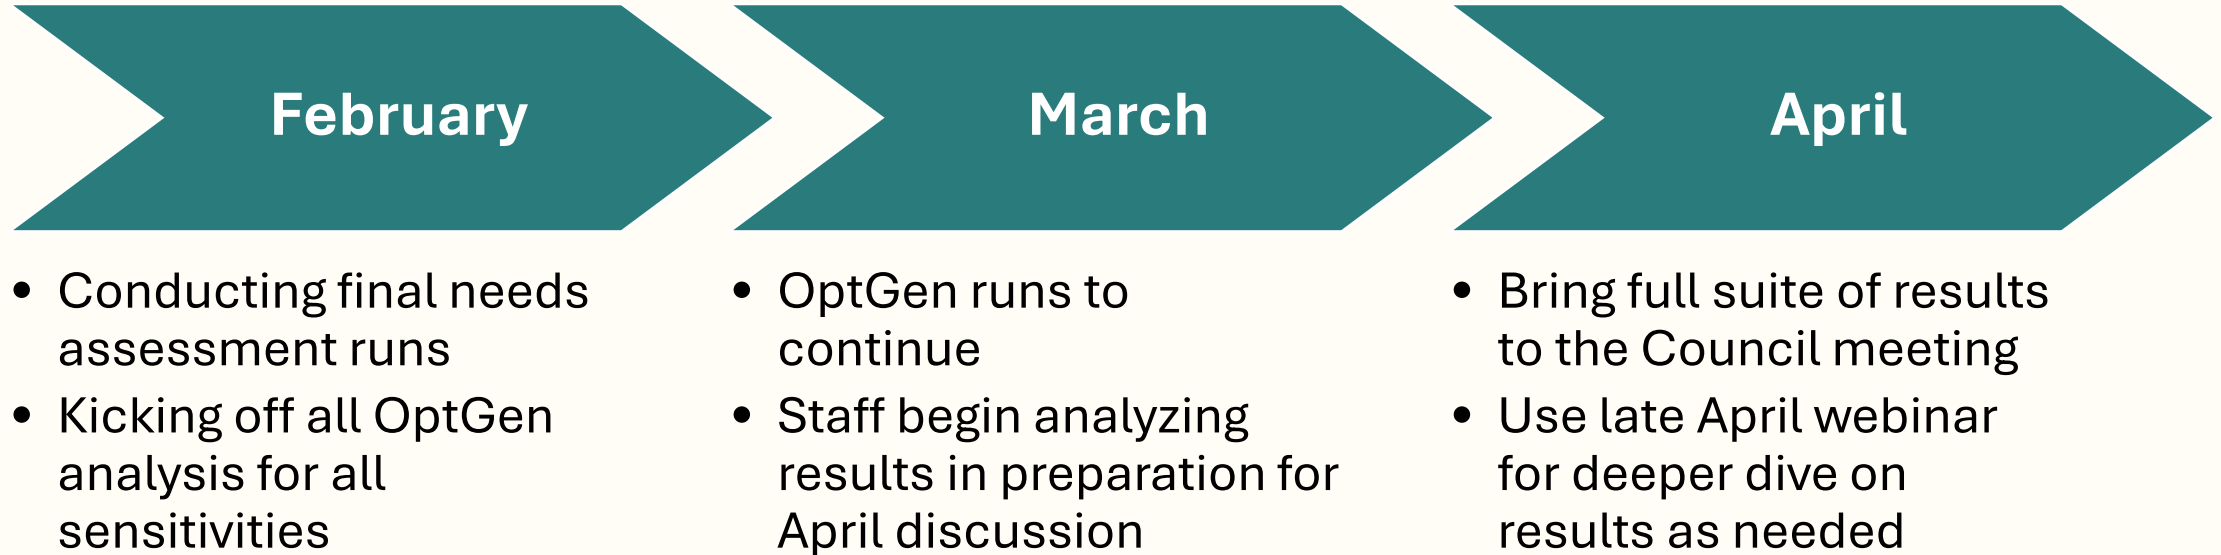 February
• Conducting final needs
assessment runs
• Kicking off all OptGen
analysis for all
sensitivities
March
• OptGen runs to
continue
• Staff begin analyzing
results in preparation for
April discussion
April
• Bring full suite of results
to the Council meeting
• Use late April webinar
for deeper dive on
results as needed